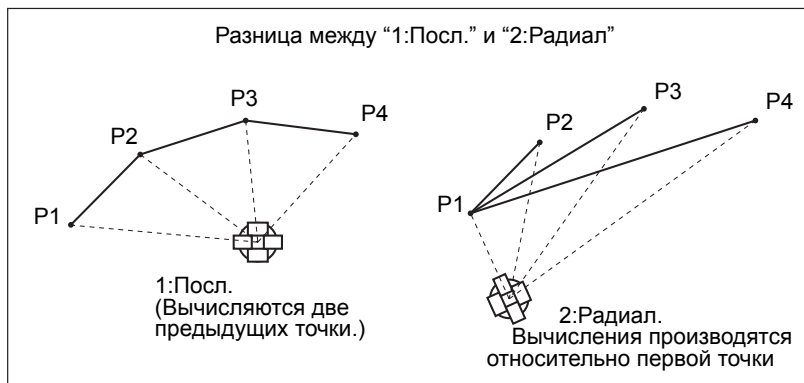 Разница между “1:Посл.” и “2:Радиал”
P1
P2
P3
P4
1:Посл.
(Вычисляются две
предыдущих точки.)
P1
P2
P3
P4
2:Радиал.
Вычисления производятся
относительно первой точки